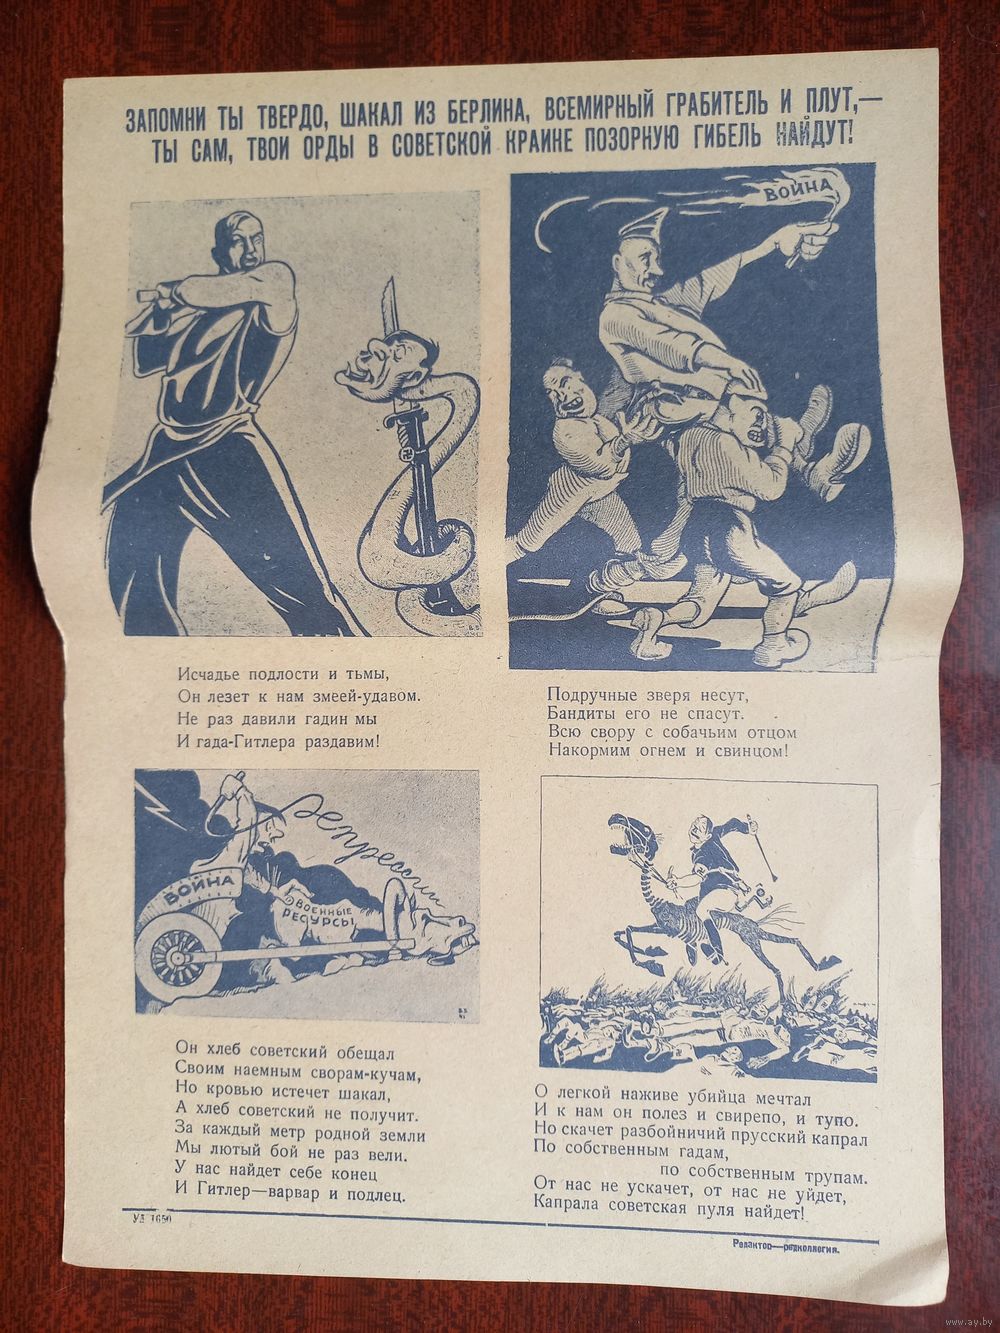 ЗАПОМНИ ТЫ ТВЕРДО, ШАКАЛ ИЗ БЕРЛИНА, ВСЕМИРНЫЙ ГРАБИТЕЛЬ И ПЛУТ,—
ТЫ САМ, ТВОИ ОРДЫ В СОВЕТСКОЙ КРАИНЕ ПОЗОРНУЮ ГИБЕЛЬ НАЙДУТ!
ВОЙНА
Исчадье подлости и тьмы,
Он лезет к нам змеей-удавом.
Не раз давили гадин мы
И гада-Гитлера раздавим!
Подручные зверя несут,
Бандиты его не спасут.
Всю свору с собачьим отцом
Накормим огнем и свинцом!
Репрессии
ВОЙНА
ВОЕННЫЕ
РЕСУРСЫ
Он хлеб советский обещал
Своим наемным сворам-кучам,
Но кровью истечет шакал,
А хлеб советский не получит.
За каждый метр родной земли
Мы лютый бой не раз вели.
У нас найдет себе конец
И Гитлер—варвар и подлец.
О легкой наживе убийца мечтал
И к нам он полез и свирепо, и тупо.
Но скачет разбойничий прусский капрал
По собственным гадам,
по собственным трупам.
От нас не ускачет, от нас не уйдет,
Капрала советская пуля найдет!
1650
Редактор—редколлегия.
www.ay.by